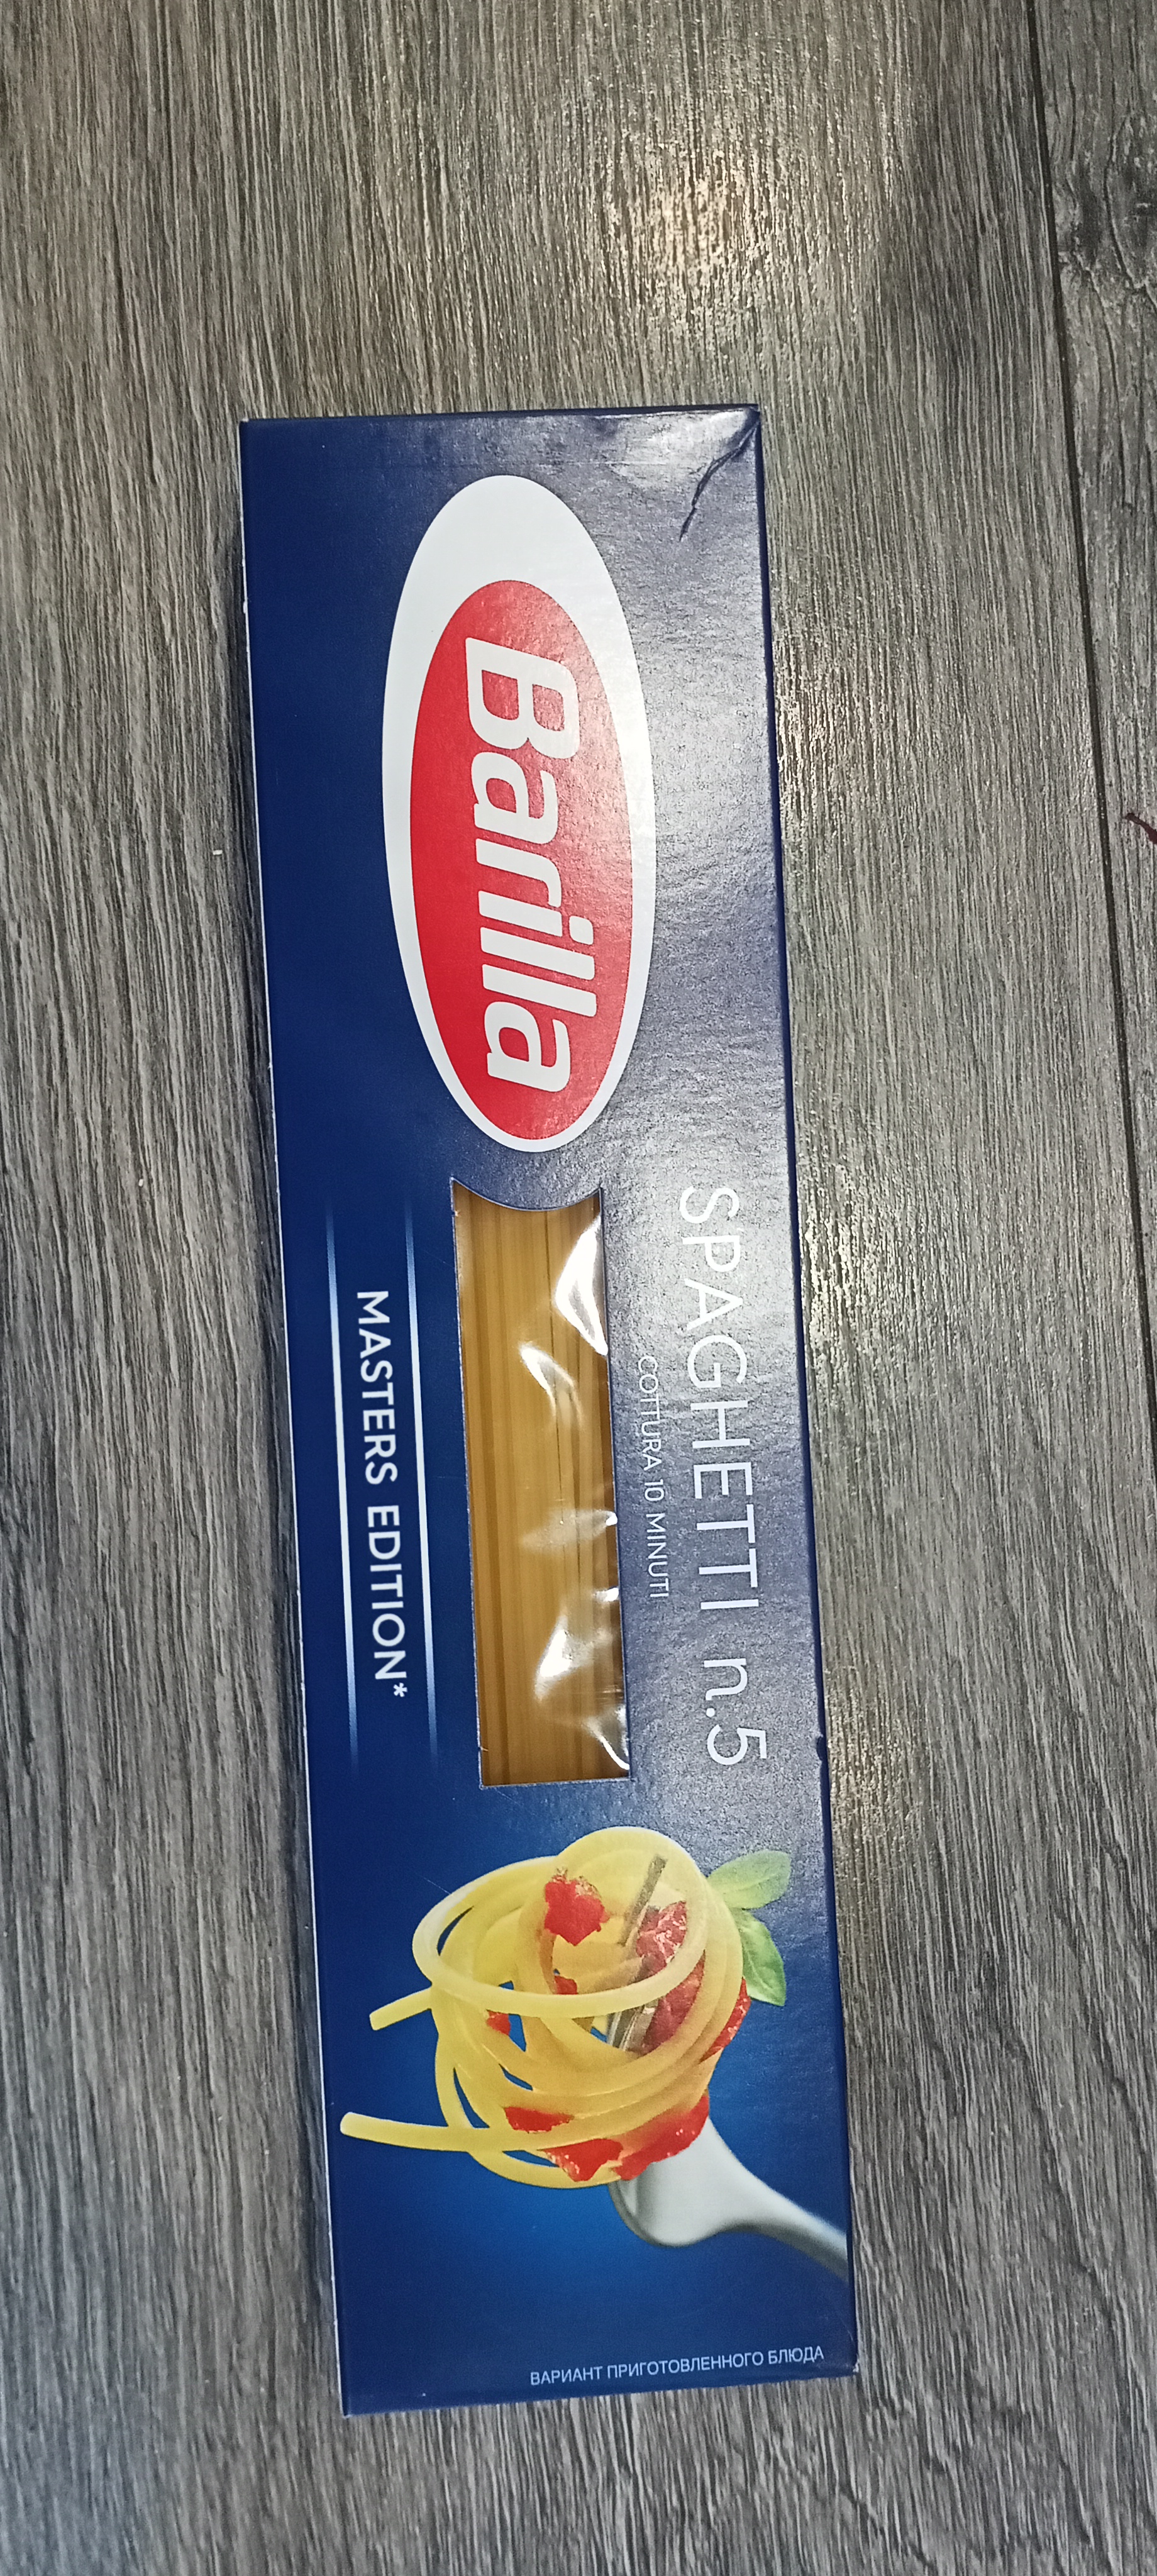 Barilla
SPAGHETTI n.5
COTTURA 10 MINUTI
MASTERS EDITION*
ВАРИАНТ ПРИГОТОВЛЕННОГО БЛЮДА